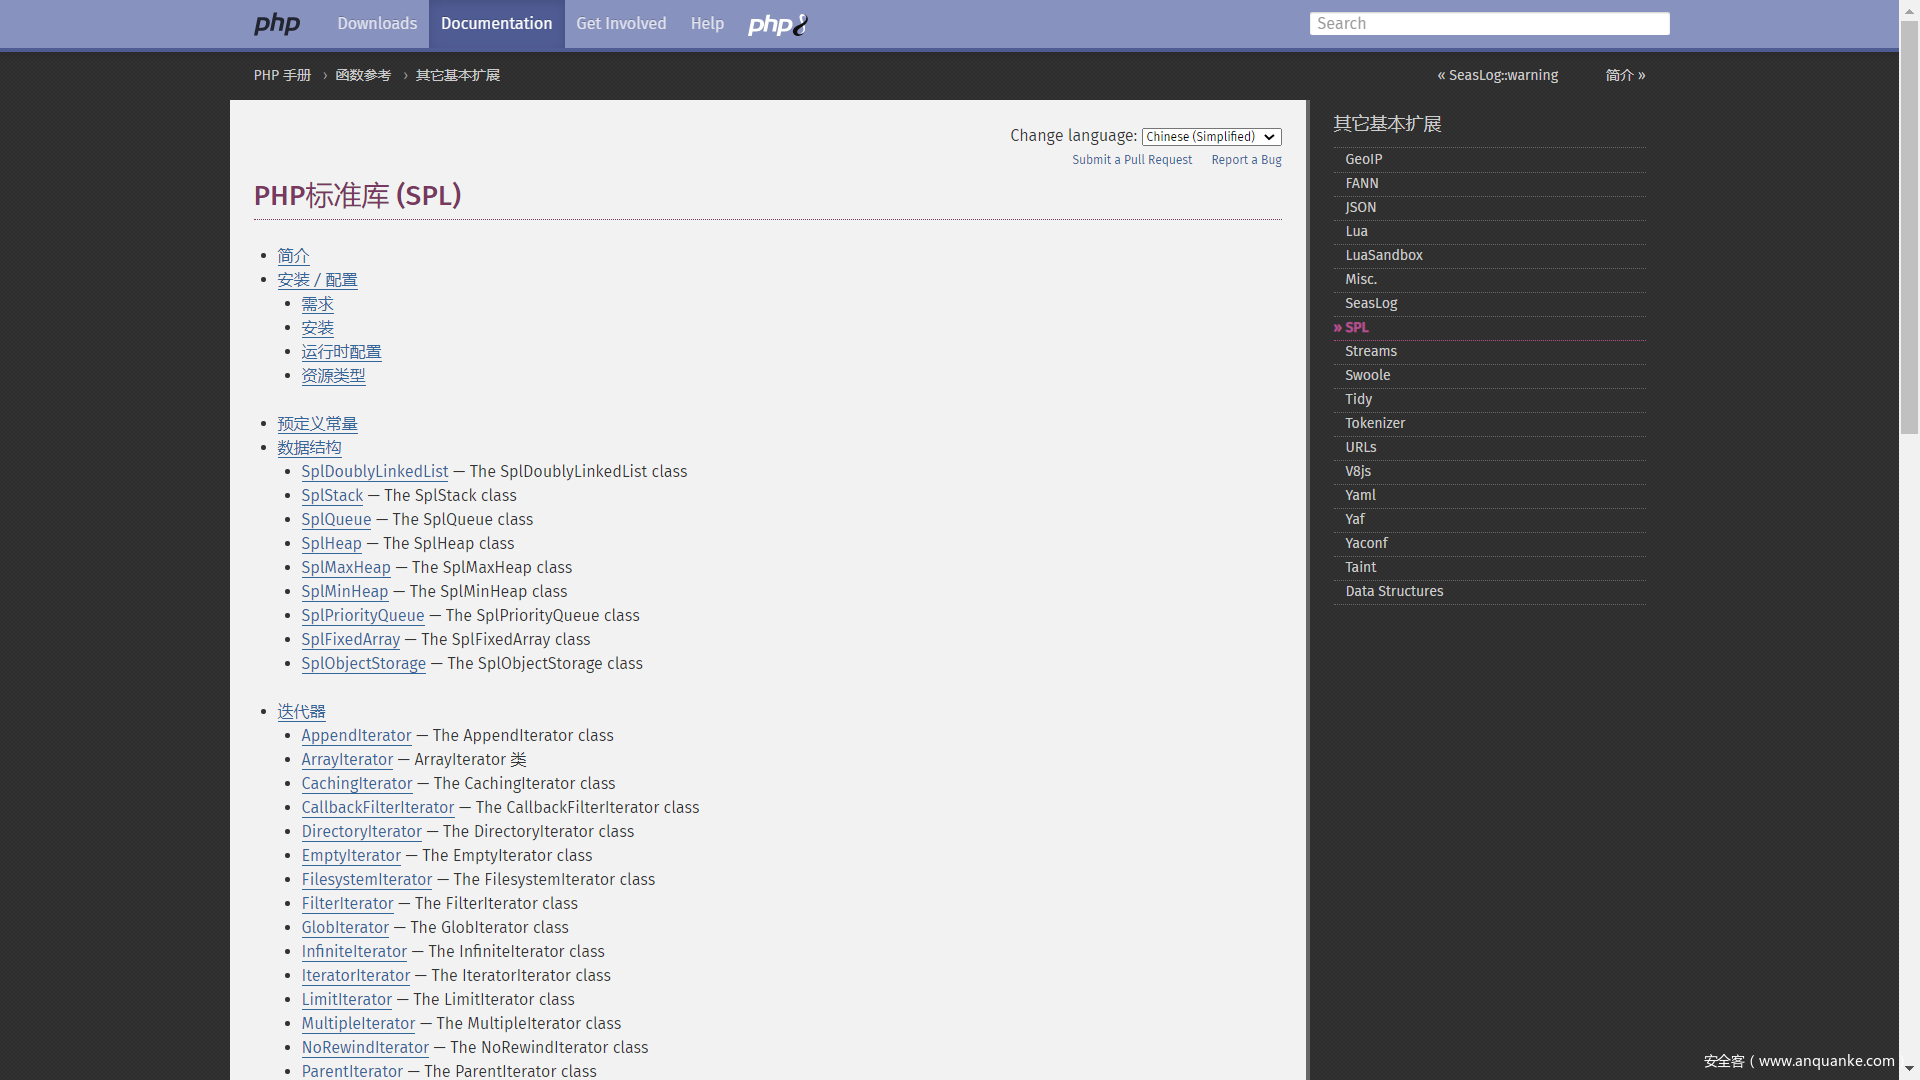 php Downloads Documentation Get Involved Help php8 Search
PHP 手册 › 函数参考 › 其它基本扩展 « SeasLog::warning 简介 »
Change language: Chinese (Simplified)
Submit a Pull Request Report a Bug
PHP标准库 (SPL)
简介
安装 / 配置
需求
安装
运行时配置
资源类型
预定义常量
数据结构
SplDoublyLinkedList — The SplDoublyLinkedList class
SplStack — The SplStack class
SplQueue — The SplQueue class
SplHeap — The SplHeap class
SplMaxHeap — The SplMaxHeap class
SplMinHeap — The SplMinHeap class
SplPriorityQueue — The SplPriorityQueue class
SplFixedArray — The SplFixedArray class
SplObjectStorage — The SplObjectStorage class
迭代器
AppendIterator — The AppendIterator class
ArrayIterator — ArrayIterator 类
CachingIterator — The CachingIterator class
CallbackFilterIterator — The CallbackFilterIterator class
DirectoryIterator — The DirectoryIterator class
EmptyIterator — The EmptyIterator class
FilesystemIterator — The FilesystemIterator class
FilterIterator — The FilterIterator class
GlobIterator — The GlobIterator class
InfiniteIterator — The InfiniteIterator class
IteratorIterator — The IteratorIterator class
LimitIterator — The LimitIterator class
MultipleIterator — The MultipleIterator class
NoRewindIterator — The NoRewindIterator class
ParentIterator — The ParentIterator class
其它基本扩展
GeoIP
FANN
JSON
Lua
LuaSandbox
Misc.
SeasLog
» SPL
Streams
Swoole
Tidy
Tokenizer
URLs
V8js
Yaml
Yaf
Yaconf
Taint
Data Structures
安全客 ( www.anquanke.com